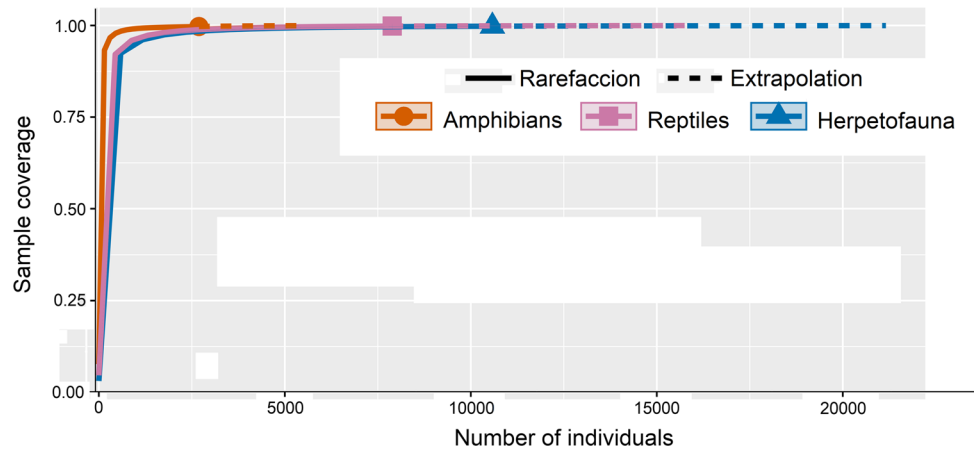 1.00
0.75
0.50
0.25
0.00
Sample coverage
Rarefaccion Extrapolation
Amphibians Reptiles Herpetofauna
0 5000 10000 15000 20000
Number of individuals